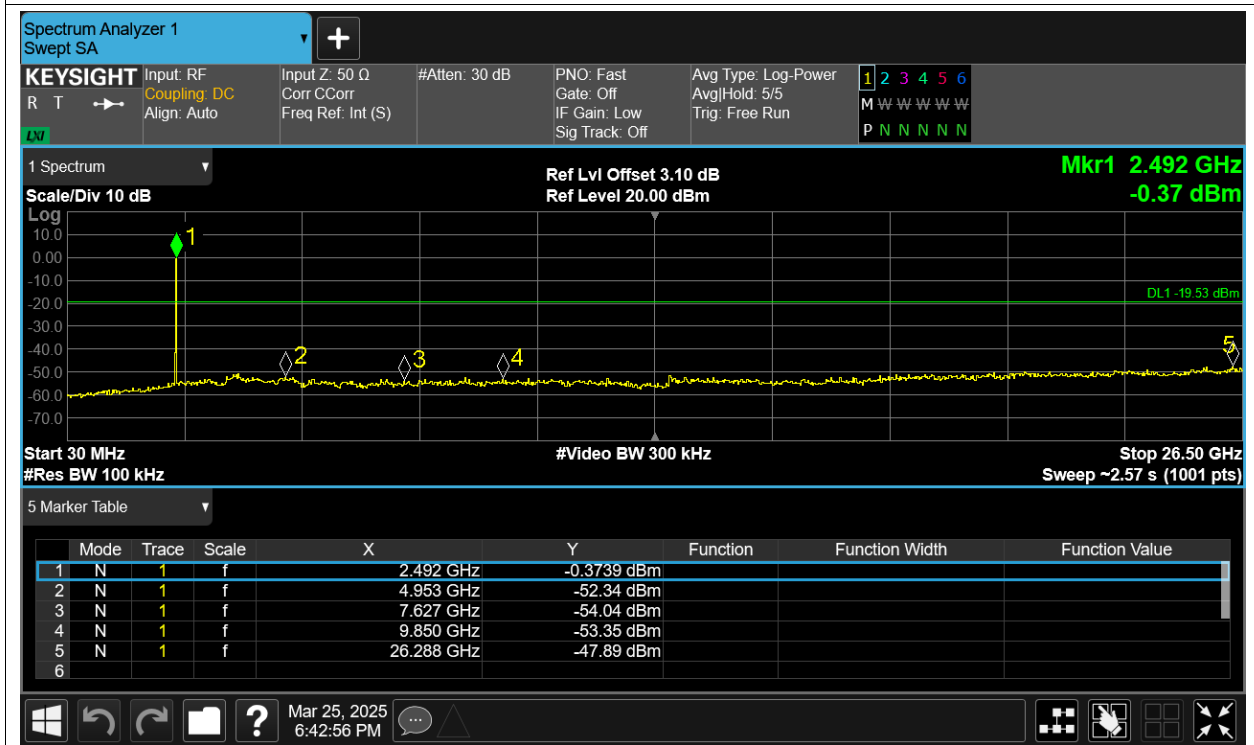 Spectrum Analyzer 1
Swept SA
KEYSIGHT Input: RF Input Z: 50 Ω #Atten: 30 dB PNO: Fast Avg Type: Log-Power 1 2 3 4 5 6
R T Coupling: DC Corr CCorr Gate: Off Avg|Hold: 5/5 M W W W W W
Align: Auto Freq Ref: Int (S) IF Gain: Low Trig: Free Run
LXI Sig Track: Off P N N N N N
1 Spectrum Ref Lvl Offset 3.10 dB Mkr1 2.492 GHz
Scale/Div 10 dB Ref Level 20.00 dBm -0.37 dBm
Log
10.0 1
0.00
-10.0
DL1 -19.53 dBm
-20.0
-30.0
-40.0 2 3 4 5
-50.0
-60.0
-70.0
Start 30 MHz #Video BW 300 kHz Stop 26.50 GHz
#Res BW 100 kHz Sweep ~2.57 s (1001 pts)
5 Marker Table
Mode Trace Scale X Y Function Function Width Function Value
1 N 1 f 2.492 GHz -0.3739 dBm
2 N 1 f 4.953 GHz -52.34 dBm
3 N 1 f 7.627 GHz -54.04 dBm
4 N 1 f 9.850 GHz -53.35 dBm
5 N 1 f 26.288 GHz -47.89 dBm
6
? Mar 25, 2025
6:42:56 PM